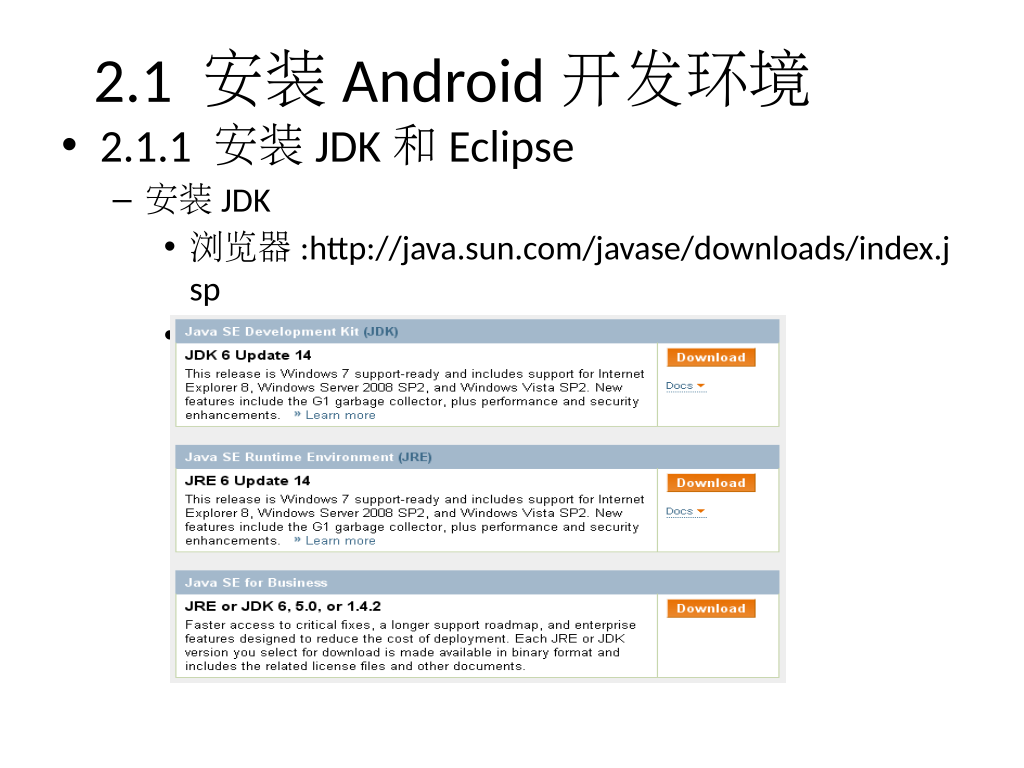 2.1 安装 Android 开发环境
• 2.1.1 安装 JDK 和 Eclipse
– 安装 JDK
• 浏览器 :http://java.sun.com/javase/downloads/index.j
sp
•
Java SE Development Kit (JDK)
JDK 6 Update 14
Download
This release is Windows 7 support-ready and includes support for Internet
Explorer 8, Windows Server 2008 SP2, and Windows Vista SP2. New
Docs
features include the G1 garbage collector, plus performance and security
enhancements. » Learn more
Java SE Runtime Environment (JRE)
JRE 6 Update 14
Download
This release is Windows 7 support-ready and includes support for Internet
Explorer 8, Windows Server 2008 SP2, and Windows Vista SP2. New
Docs
features include the G1 garbage collector, plus performance and security
enhancements. » Learn more
Java SE for Business
JRE or JDK 6, 5.0, or 1.4.2
Download
Faster access to critical fixes, a longer support roadmap, and enterprise
features designed to reduce the cost of deployment. Each JRE or JDK
version you select for download is made available in binary format and
includes the related license files and other documents.